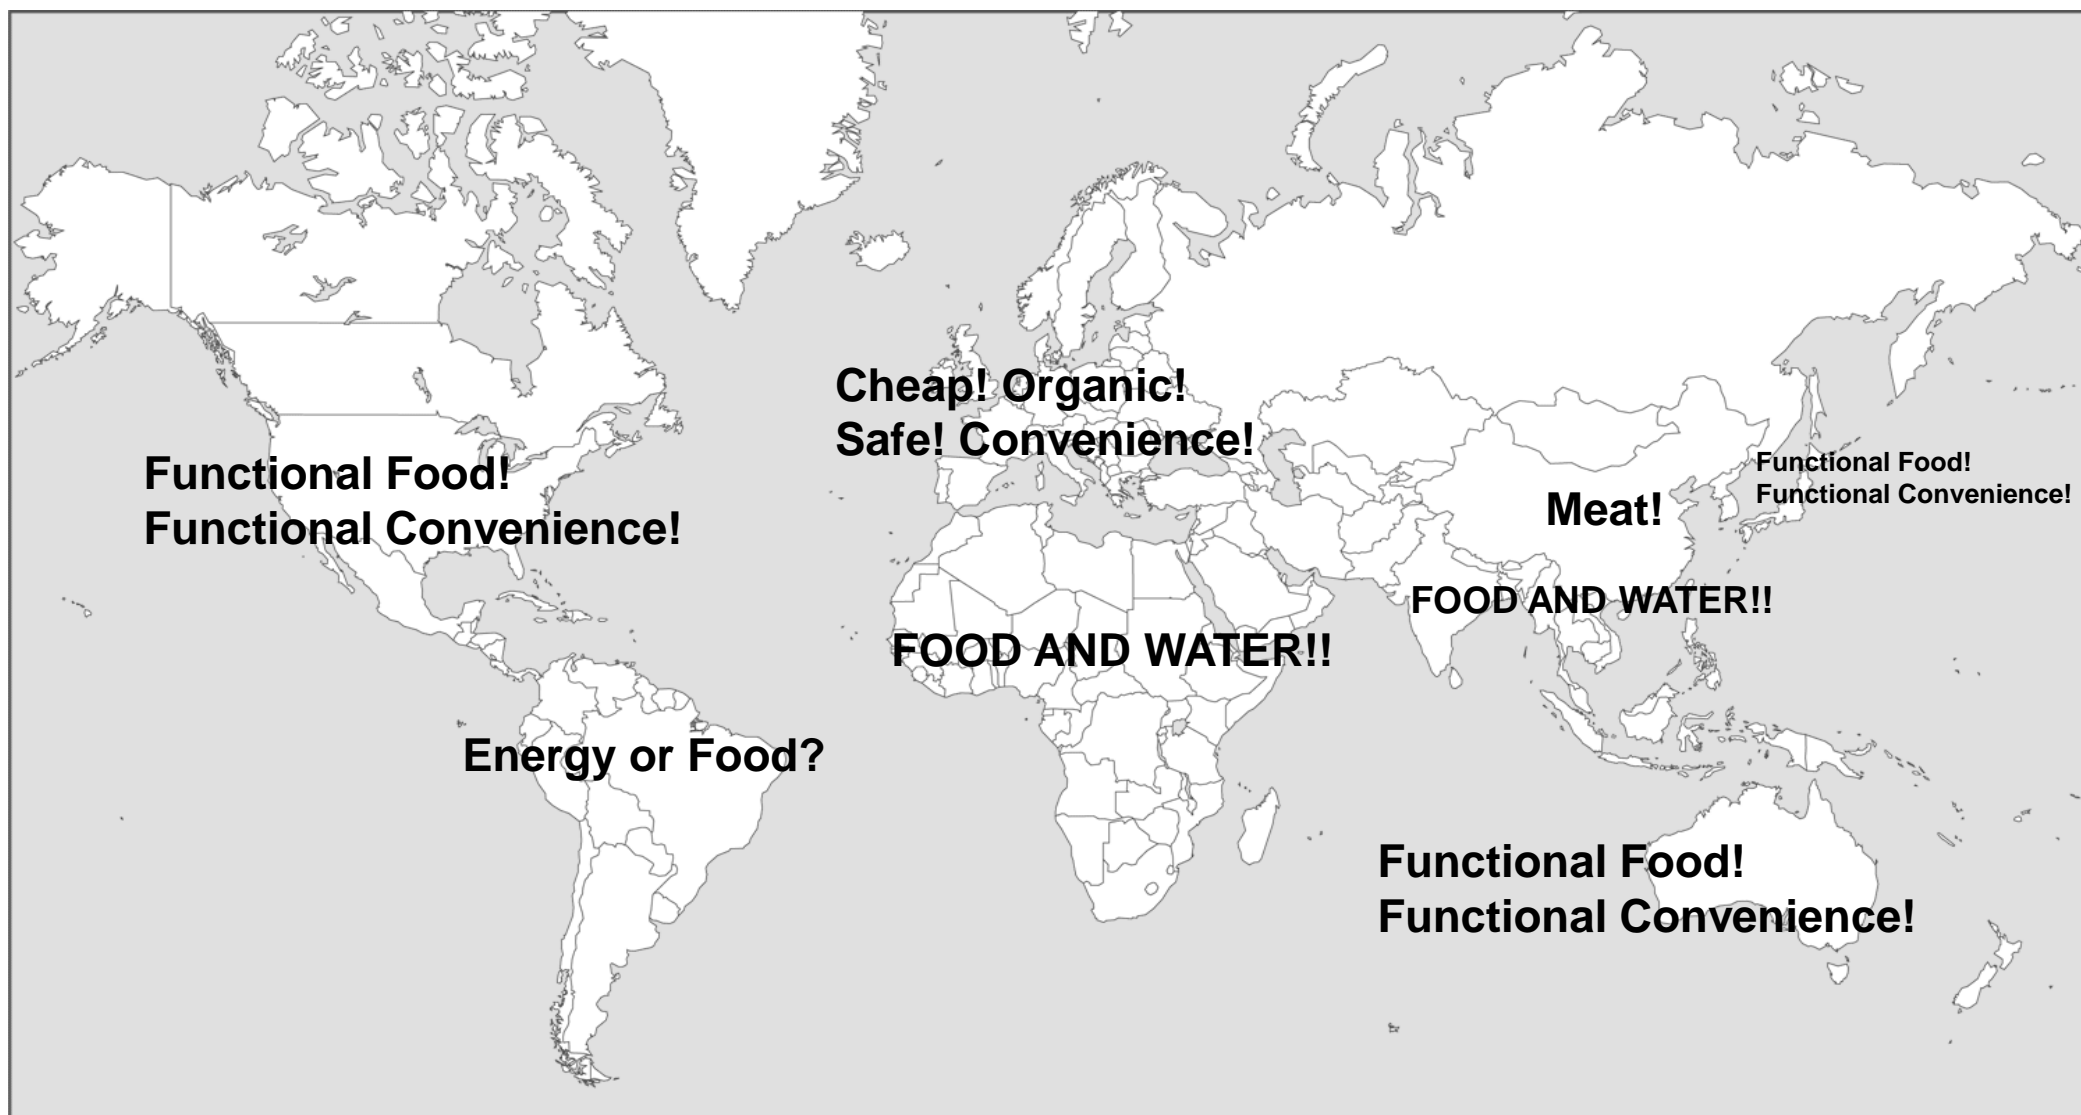 Cheap! Organic!
Safe! Convenience!
Functional Food!
Functional Convenience!
Functional Food!
Functional Convenience!
Meat!
FOOD AND WATER!!
FOOD AND WATER!!
Energy or Food?
Functional Food!
Functional Convenience!